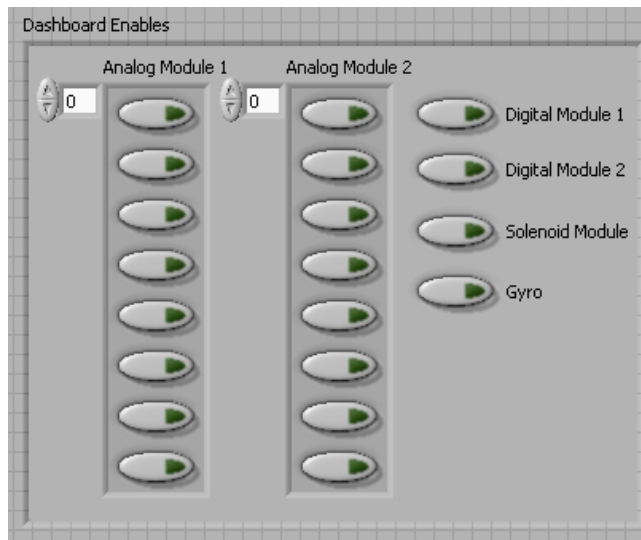 Dashboard Enables
Analog Module 1
Analog Module 2
0
0
Digital Module 1
Digital Module 2
Solenoid Module
Gyro